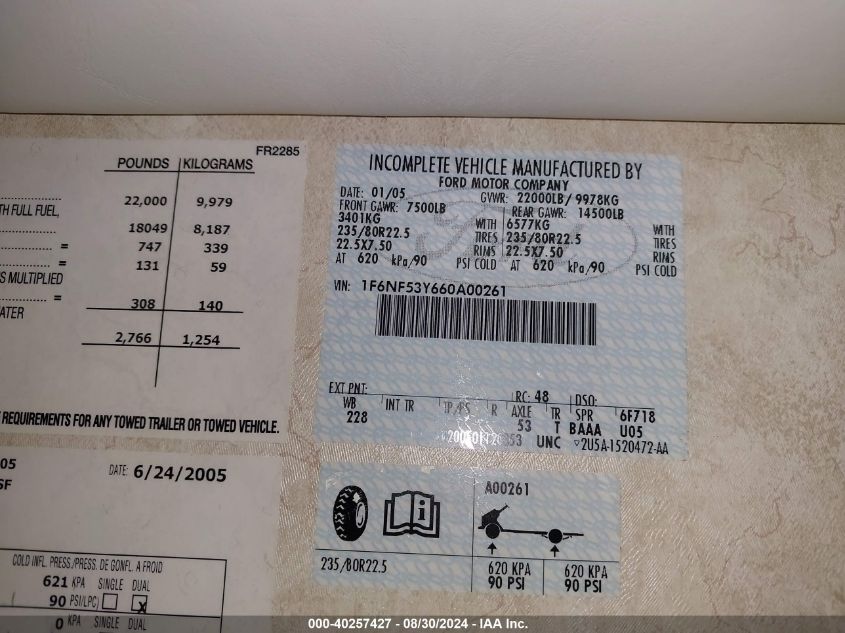 FR2285
POUNDS KILOGRAMS
22,000 9,979
TH FULL FUEL,
18049 8,187
= 747 339
= 131 59
S MULTIPLIED
= 308 140
ATER
2,766 1,254
REQUIREMENTS FOR ANY TOWED TRAILER OR TOWED VEHICLE.
05
SF
DATE: 6/24/2005
COLD INFL. PRESS./PRESS. DE GONFL. A FROID
621 KPA SINGLE DUAL
90 PSI/LPC) X
0 KPA SINGLE DUAL
INCOMPLETE VEHICLE MANUFACTURED BY
FORD MOTOR COMPANY
DATE: 01/05 GVWR: 22000LB/ 9978KG
FRONT GAWR: 7500LB REAR GAWR: 14500LB
3401KG WITH 6577KG WITH
235/80R22.5 TIRES 235/80R22.5 TIRES
22.5X7.50 RIMS 22.5X7.50 RIMS
AT 620 kPa/90 PSI COLD AT 620 kPa/90 PSI COLD
VIN: 1F6NF53Y660A00261
EXT PNT: RC: 48 DSO:
WB INT TR TP/PS R AXLE TR SPR 6F718
228 53 T BAAA U05
UNC 2U5A-1520472-AA
A00261
235/80R22.5
620 KPA 620 KPA
90 PSI 90 PSI
000-40257427 - 08/30/2024 - IAA Inc.